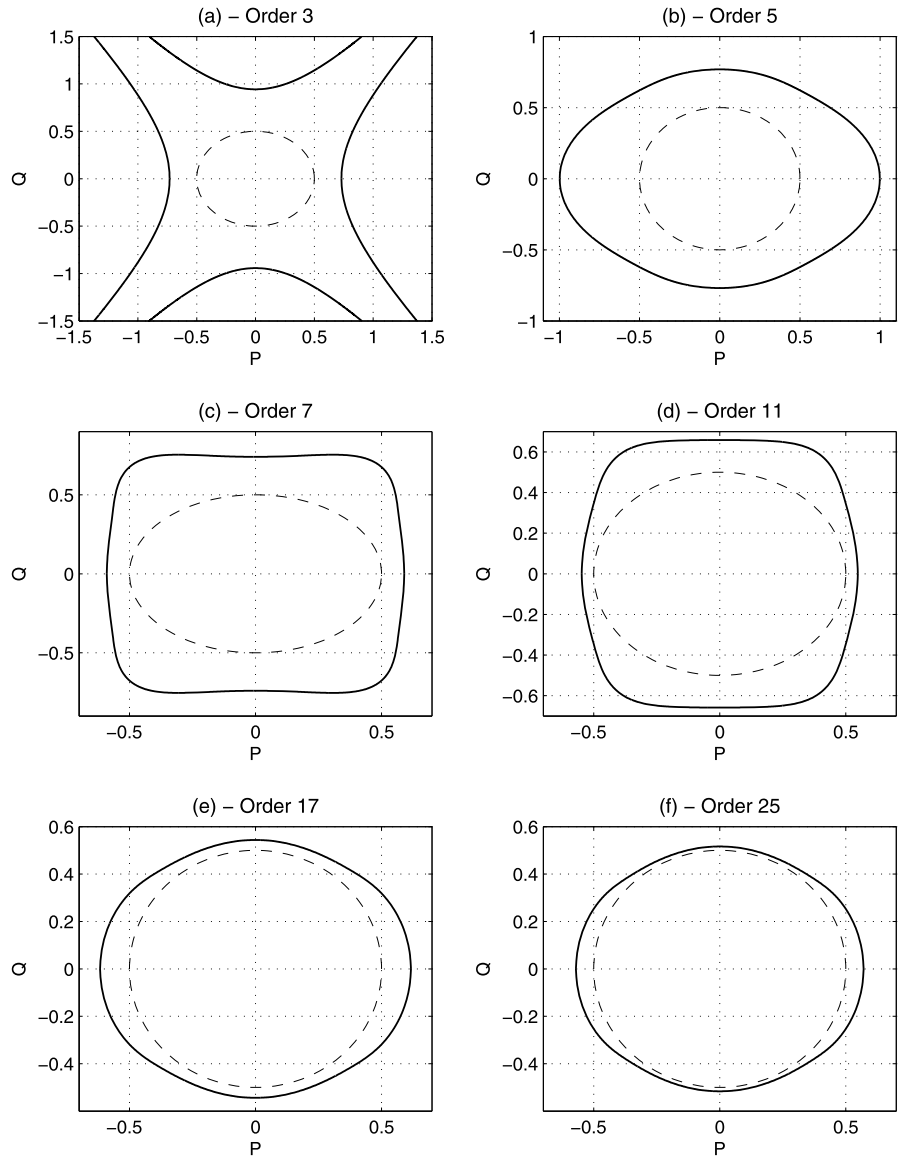 (a) − Order 3
1.5
1
0.5
0
−0.5
−1
−1.5
Q
−1.5 −1 −0.5 0 0.5 1 1.5
P
(b) − Order 5
1
0.5
0
−0.5
−1
Q
−1 −0.5 0 0.5 1
P
(c) − Order 7
0.5
0
−0.5
Q
−0.5 0 0.5
P
(d) − Order 11
0.6
0.4
0.2
0
−0.2
−0.4
−0.6
Q
−0.5 0 0.5
P
(e) − Order 17
0.6
0.4
0.2
0
−0.2
−0.4
Q
−0.5 0 0.5
P
(f) − Order 25
0.6
0.4
0.2
0
−0.2
−0.4
Q
−0.5 0 0.5
P